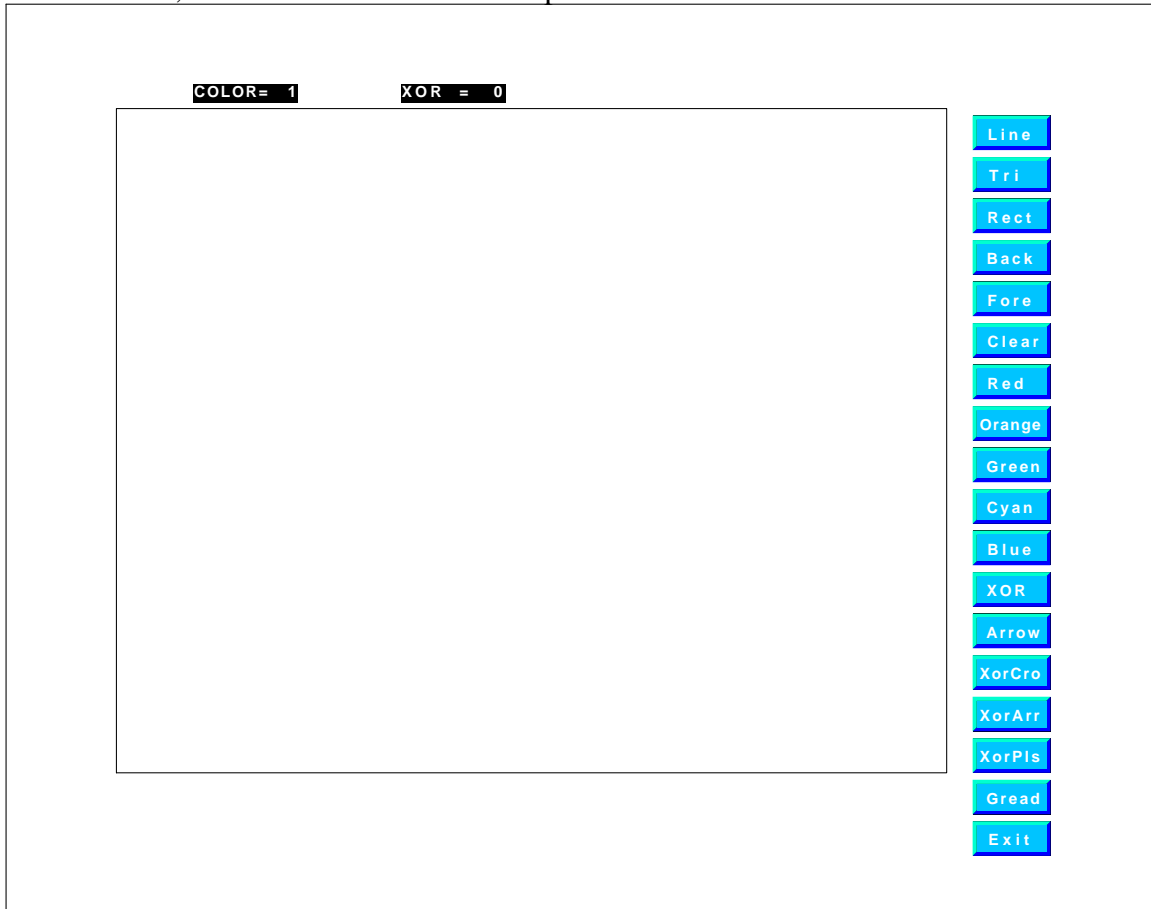 COLOR= 1 XOR = 0
Line
Tri
Rect
Back
Fore
Clear
Red
Orange
Green
Cyan
Blue
XOR
Arrow
XorCro
XorArr
XorPls
Gread
Exit